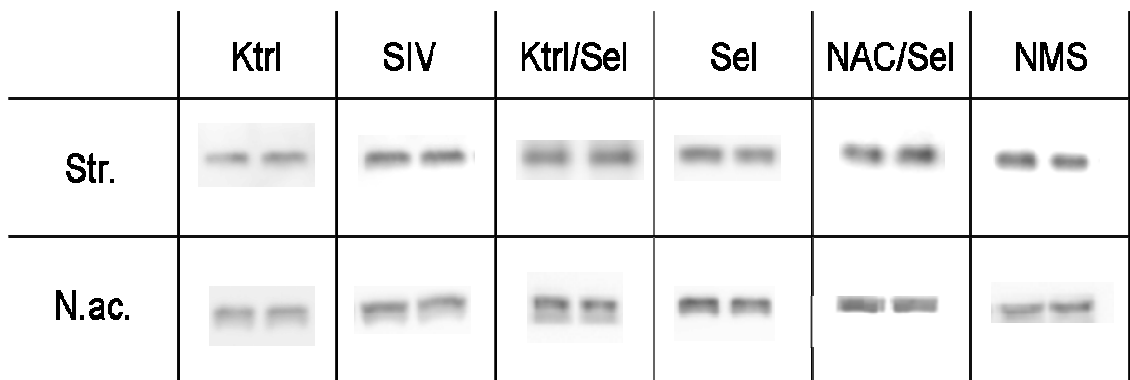 Ktrl SIV Ktrl/Sel Sel NAC/Sel NMS
Str.
N.ac.